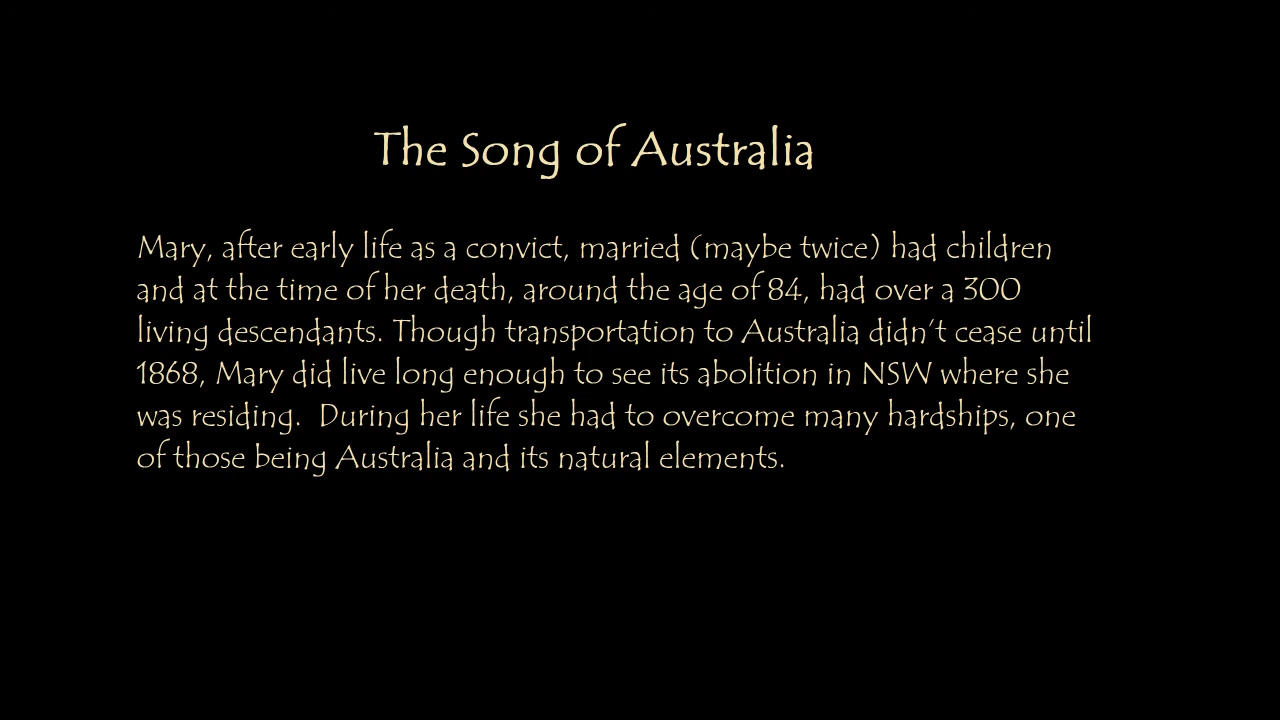 The Song of Australia
Mary, after early life as a convict, married (maybe twice) had children
and at the time of her death, around the age of 84, had over a 300
living descendants. Though transportation to Australia didn't cease until
1868, Mary did live long enough to see its abolition in NSW where she
was residing.  During her life she had to overcome many hardships, one
of those being Australia and its natural elements.